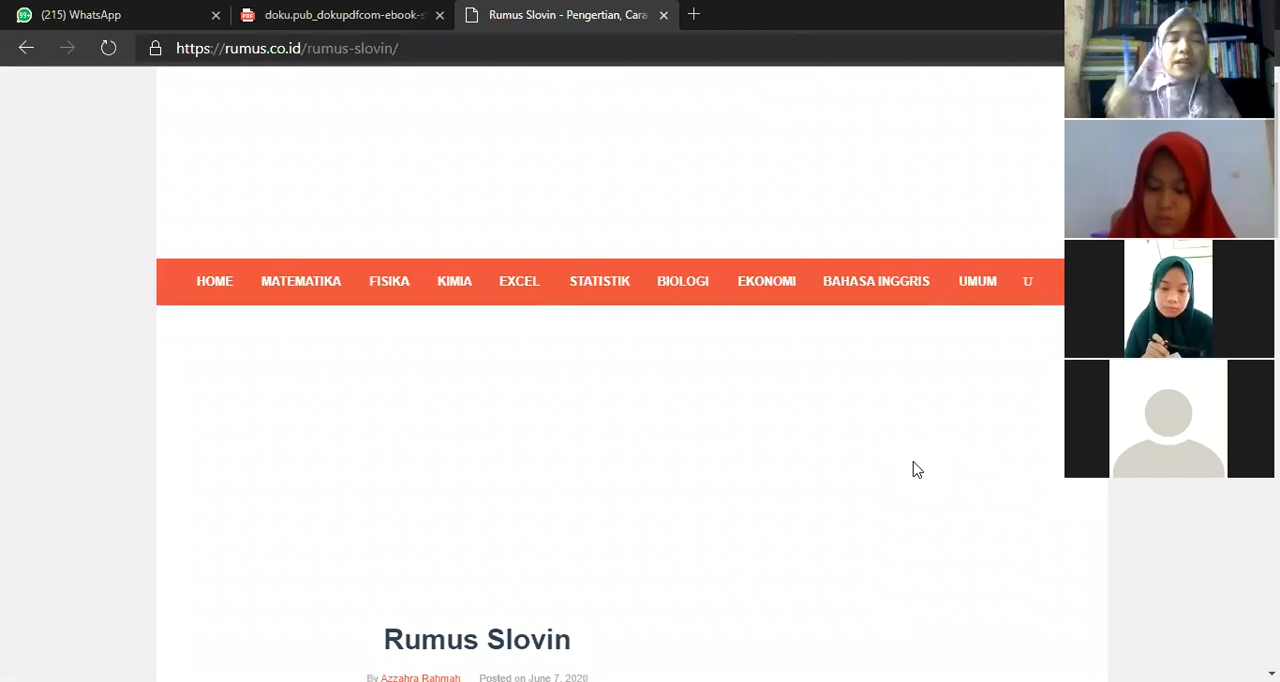 (215) WhatsApp
doku.pub_dokupdfcom-ebook-s
Rumus Slovin - Pengertian, Cara
https://rumus.co.id/rumus-slovin/
HOME MATEMATIKA FISIKA KIMIA EXCEL STATISTIK BIOLOGI EKONOMI BAHASA INGGRIS UMUM U
Rumus Slovin
By Azzahra Rahmah Posted on June 7, 2020